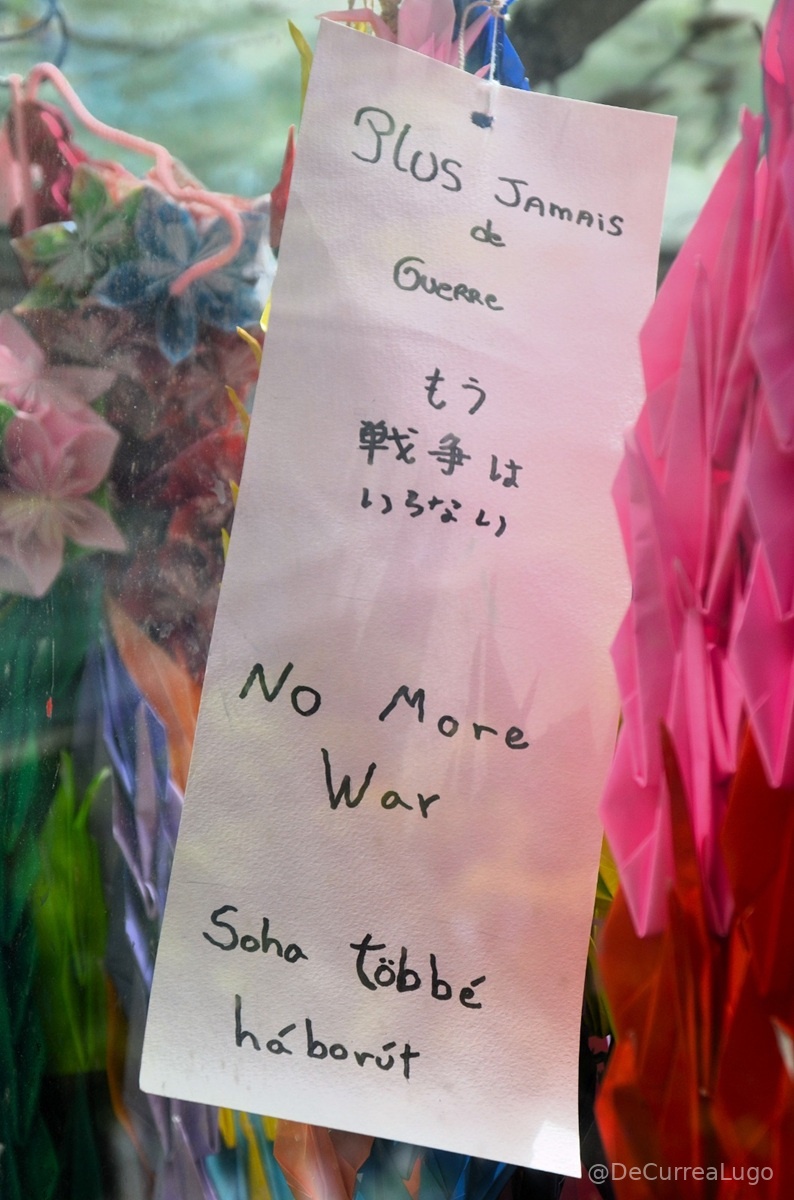 Plus JAMAiS
de
GUERRE
もう
戦争は
いらない
No More
War
Soha többé
háborút
@DeCurreaLugo